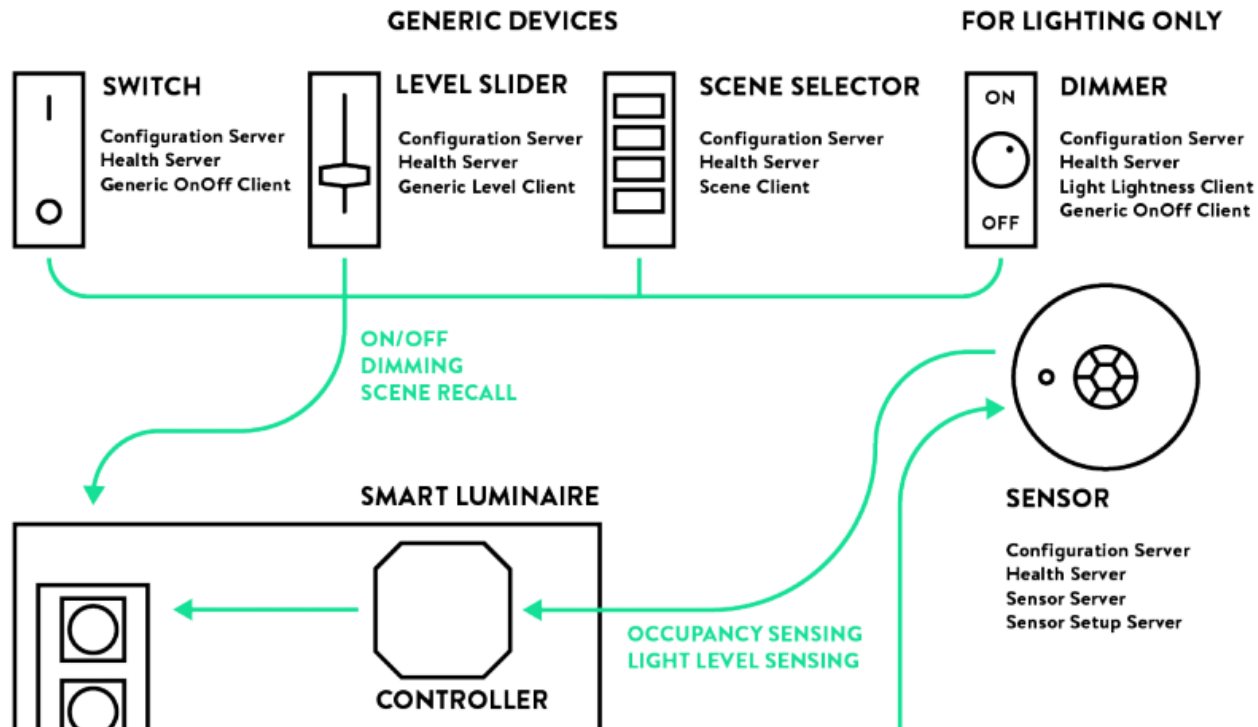 GENERIC DEVICES
FOR LIGHTING ONLY
SWITCH
Configuration Server
Health Server
Generic OnOff Client
LEVEL SLIDER
Configuration Server
Health Server
Generic Level Client
SCENE SELECTOR
Configuration Server
Health Server
Scene Client
ON
OFF
DIMMER
Configuration Server
Health Server
Light Lightness Client
Generic OnOff Client
ON/OFF
DIMMING
SCENE RECALL
SENSOR
Configuration Server
Health Server
Sensor Server
Sensor Setup Server
SMART LUMINAIRE
OCCUPANCY SENSING
LIGHT LEVEL SENSING
CONTROLLER